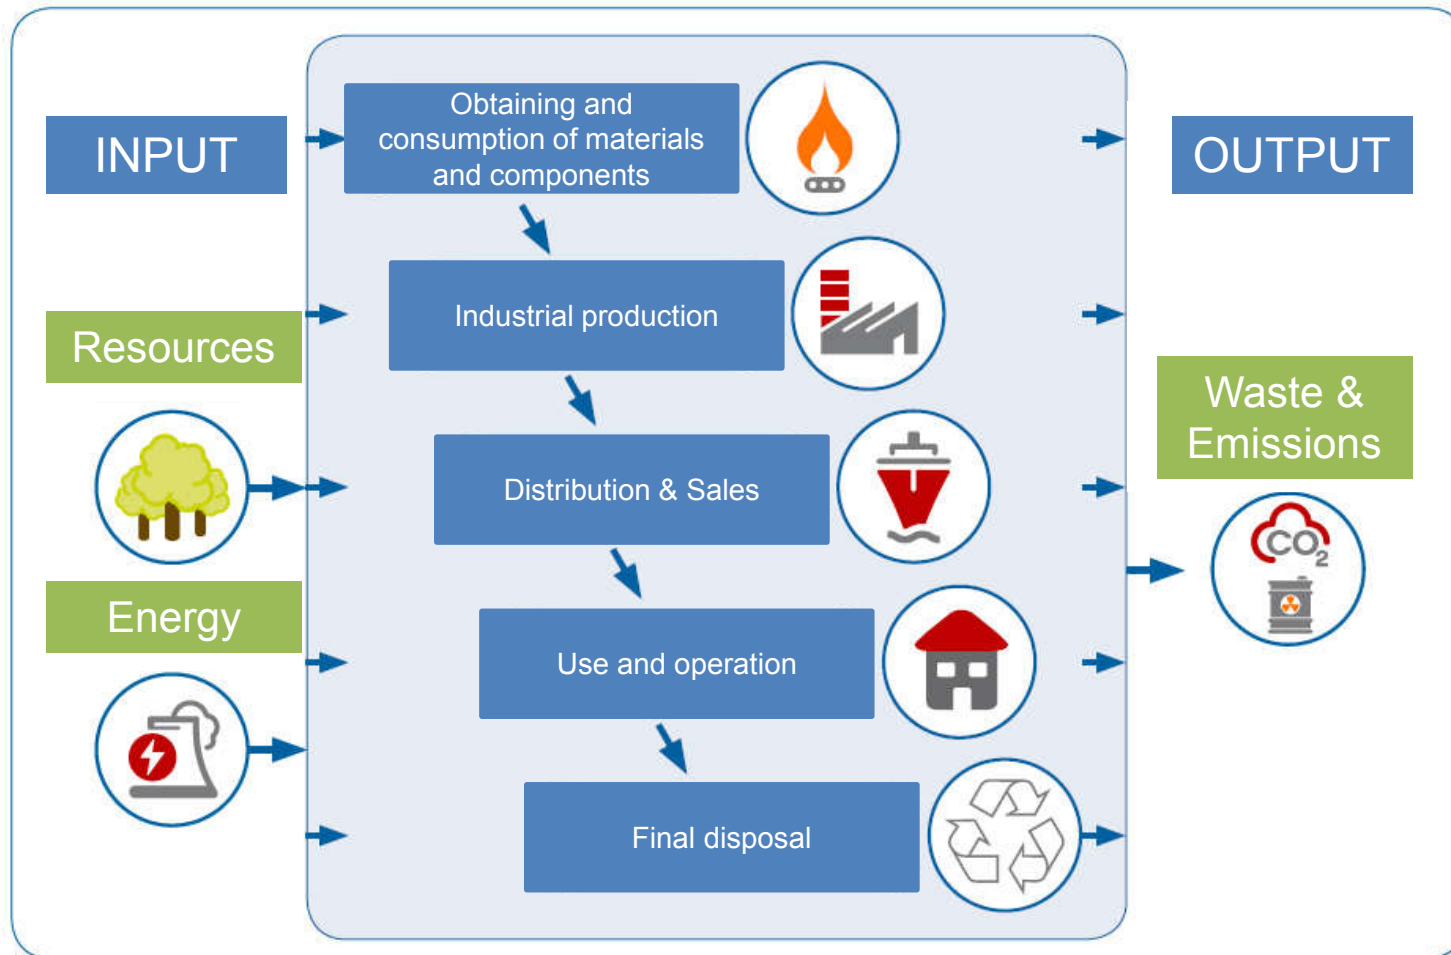 INPUT
Obtaining and
consumption of materials
and components
OUTPUT
Resources
Industrial production
Waste &
Emissions
Distribution & Sales
CO2
Energy
Use and operation
Final disposal